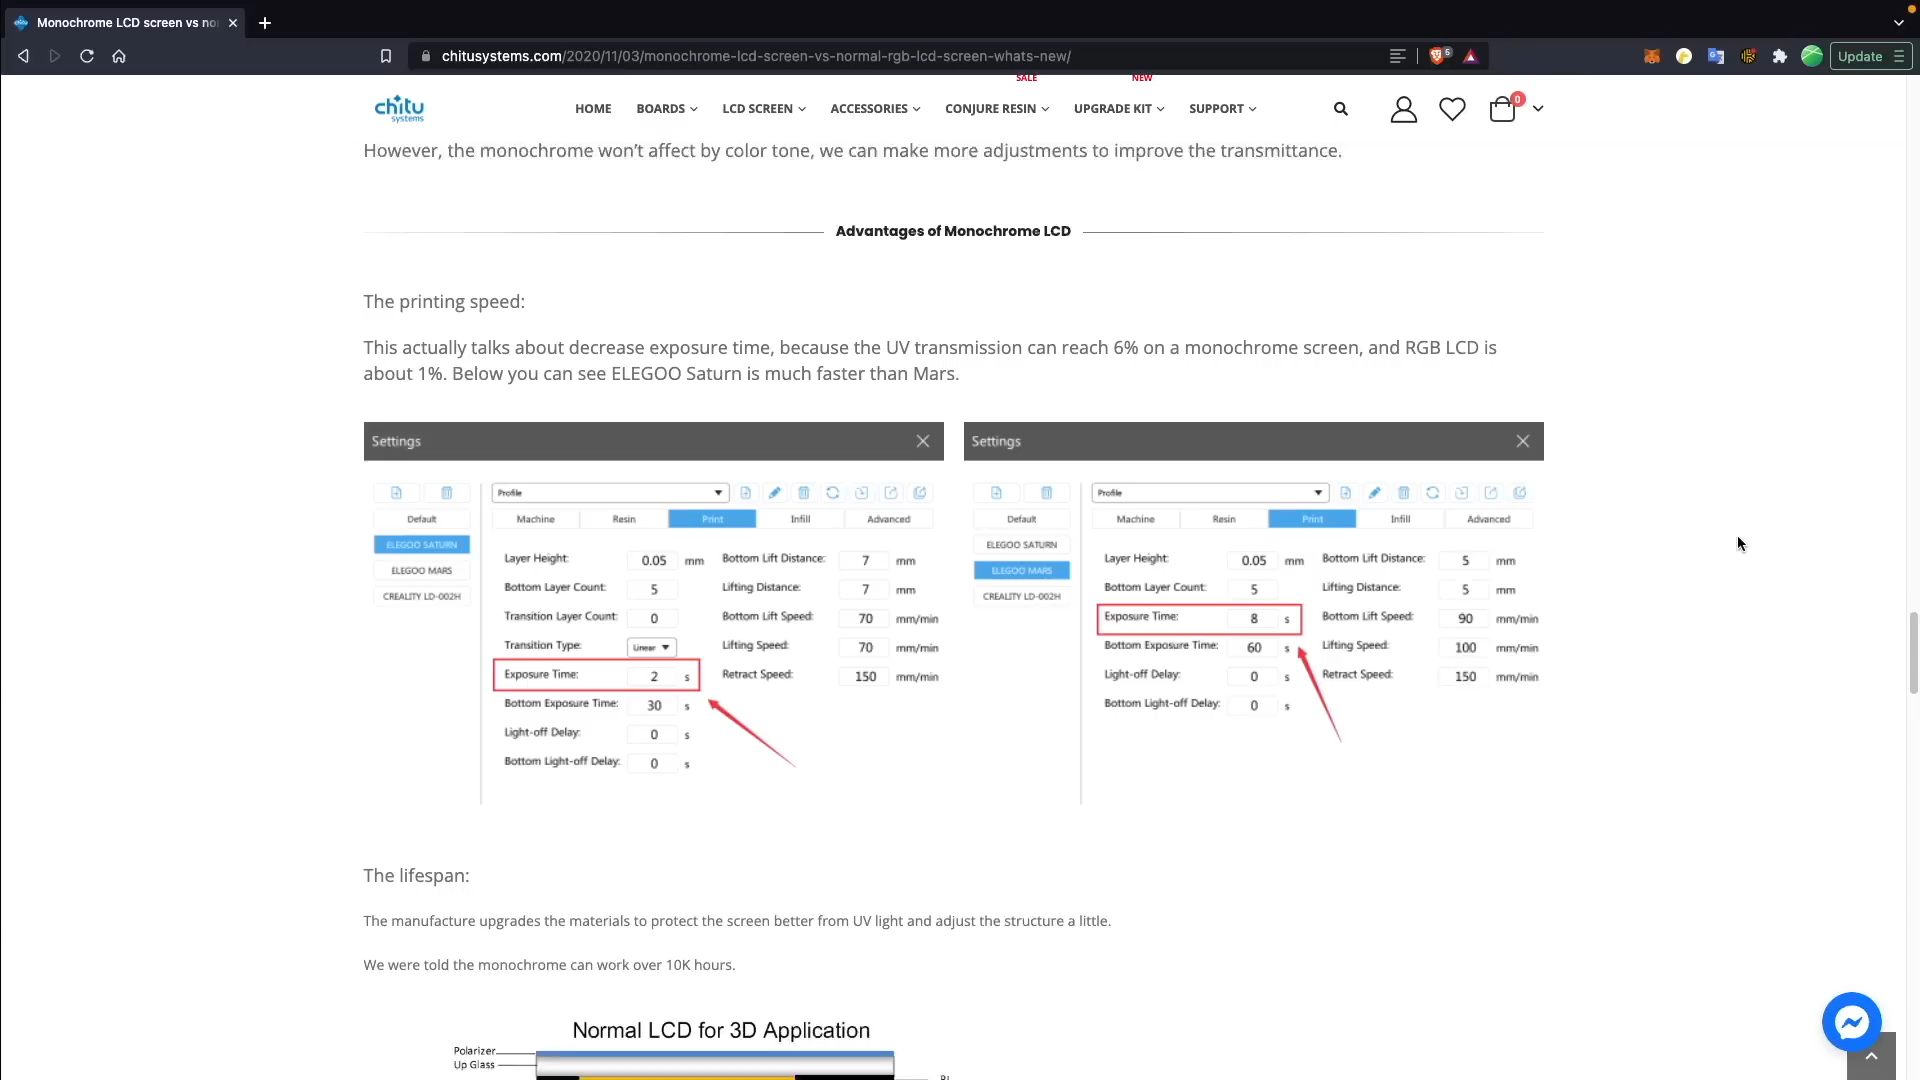 Monochrome LCD screen vs no
chitusystems.com/2020/11/03/monochrome-lcd-screen-vs-normal-rgb-lcd-screen-whats-new/
5
Update
SALE
NEW
chitu
systems
HOME
BOARDS
LCD SCREEN
ACCESSORIES
CONJURE RESIN
UPGRADE KIT
SUPPORT
0
However, the monochrome won’t affect by color tone, we can make more adjustments to improve the transmittance.
Advantages of Monochrome LCD
The printing speed:
This actually talks about decrease exposure time, because the UV transmission can reach 6% on a monochrome screen, and RGB LCD is
about 1%. Below you can see ELEGOO Saturn is much faster than Mars.
Settings
Profile
Machine Resin Print Infill Advanced
Default
ELEGOO SATURN
ELEGOO MARS
CREALITY LD-002H
Layer Height: 0.05 mm Bottom Lift Distance: 7 mm
Bottom Layer Count: 5 Lifting Distance: 7 mm
Transition Layer Count: 0 Bottom Lift Speed: 70 mm/min
Transition Type: Linear Lifting Speed: 70 mm/min
Exposure Time: 2 s Retract Speed: 150 mm/min
Bottom Exposure Time: 30 s
Light-off Delay: 0 s
Bottom Light-off Delay: 0 s
Settings
Profile
Machine Resin Print Infill Advanced
Default
ELEGOO SATURN
ELEGOO MARS
CREALITY LD-002H
Layer Height: 0.05 mm Bottom Lift Distance: 5 mm
Bottom Layer Count: 5 Lifting Distance: 5 mm
Exposure Time: 8 s Bottom Lift Speed: 90 mm/min
Bottom Exposure Time: 60 s Lifting Speed: 100 mm/min
Light-off Delay: 0 s Retract Speed: 150 mm/min
Bottom Light-off Delay: 0 s
The lifespan:
The manufacture upgrades the materials to protect the screen better from UV light and adjust the structure a little.
We were told the monochrome can work over 10K hours.
Normal LCD for 3D Application
Polarizer
Up Glass